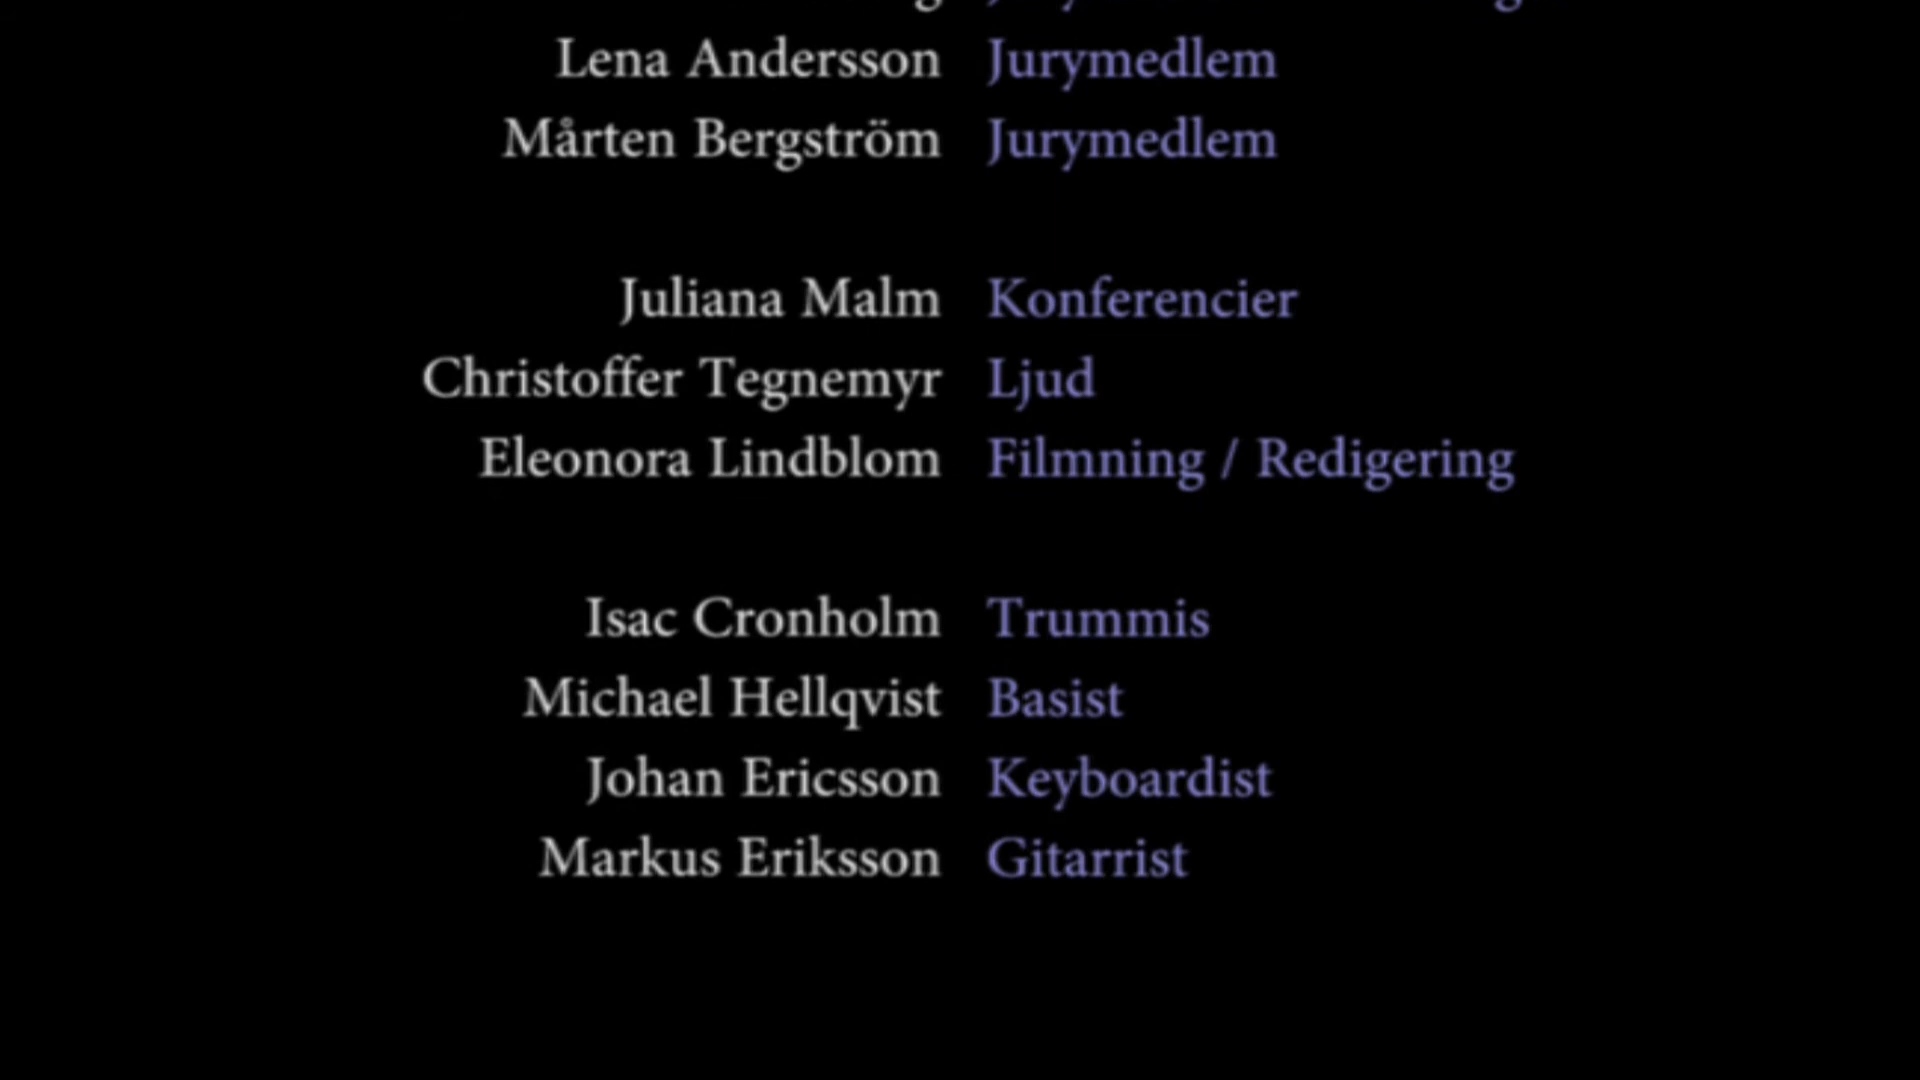 Lena Andersson Jurymedlem
Mårten Bergström Jurymedlem
Juliana Malm Konferencier
Christoffer Tegnemyr Ljud
Eleonora Lindblom Filmning / Redigering
Isac Cronholm Trummis
Michael Hellqvist Basist
Johan Ericsson Keyboardist
Markus Eriksson Gitarrist